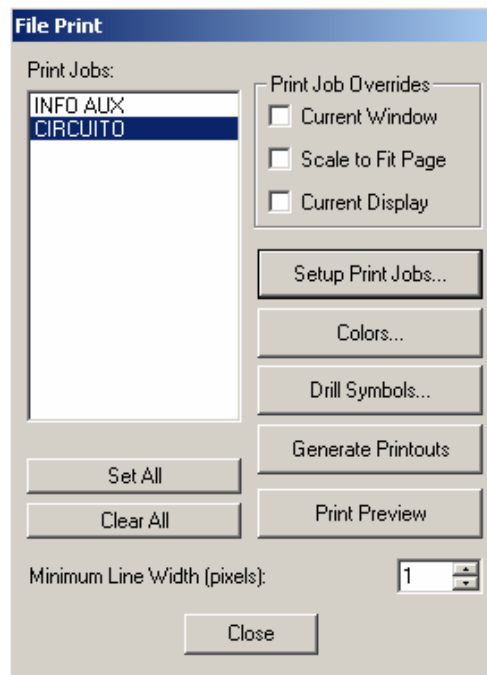 File Print
Print Jobs:
INFO AUX
CIRCUITO
Print Job Overrides
Current Window
Scale to Fit Page
Current Display
Setup Print Jobs...
Colors...
Drill Symbols...
Generate Printouts
Set All
Clear All
Print Preview
Minimum Line Width (pixels): 1
Close